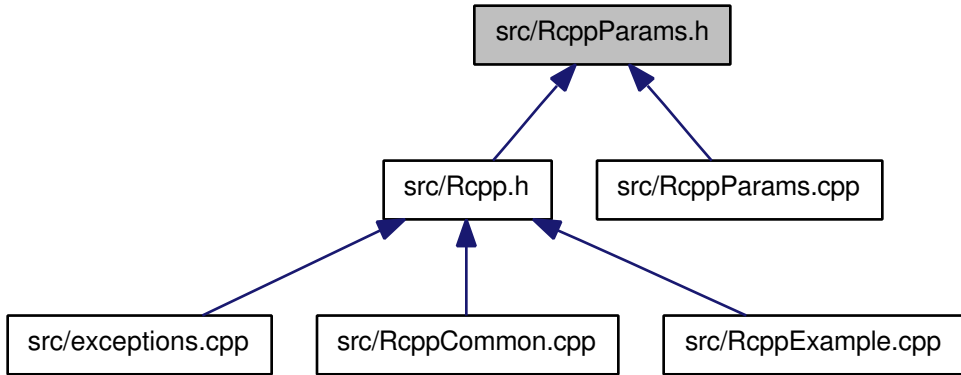 src/RcppParams.h
src/Rcpp.h
src/RcppParams.cpp
src/exceptions.cpp
src/RcppCommon.cpp
src/RcppExample.cpp